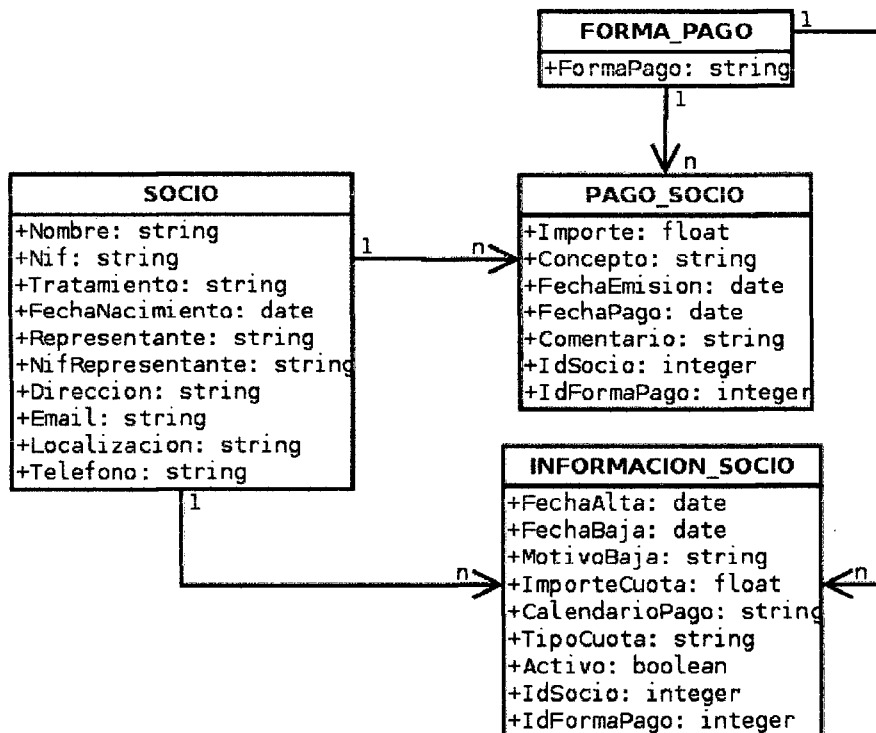 FORMA_PAGO
+FormaPago: string
1
1
n
SOCIO
+Nombre: string
+Nif: string
+Tratamiento: string
+FechaNacimiento: date
+Representante: string
+NifRepresentante: string
+Direccion: string
+Email: string
+Localizacion: string
+Telefono: string
1
n
PAGO_SOCIO
+Importe: float
+Concepto: string
+FechaEmision: date
+FechaPago: date
+Comentario: string
+IdSocio: integer
+IdFormaPago: integer
1
n
INFORMACION_SOCIO
+FechaAlta: date
+FechaBaja: date
+MotivoBaja: string
+ImporteCuota: float
+CalendarioPago: string
+TipoCuota: string
+Activo: boolean
+IdSocio: integer
+IdFormaPago: integer
n